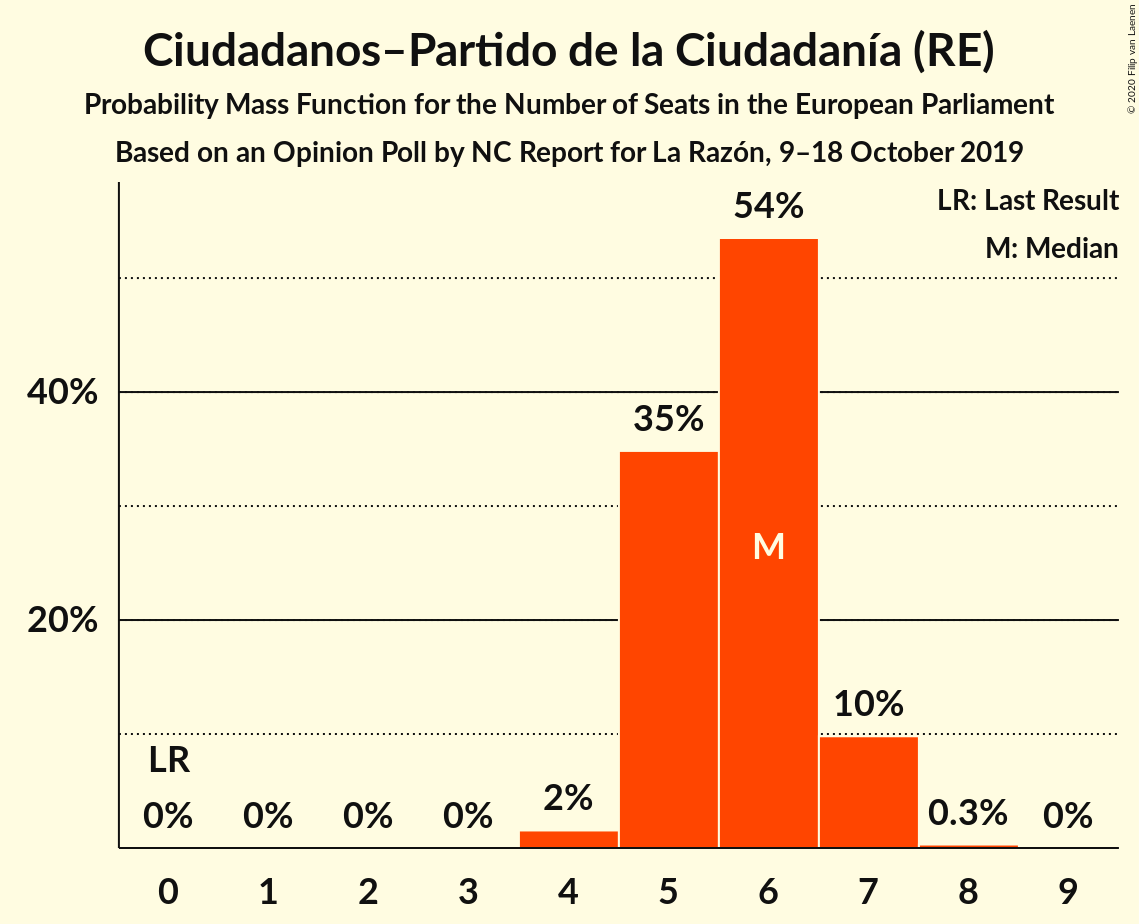 Ciudadanos–Partido de la Ciudadanía (RE)
Probability Mass Function for the Number of Seats in the European Parliament
Based on an Opinion Poll by NC Report for La Razón, 9–18 October 2019
© 2020 Filip van Laenen
LR: Last Result
M: Median
54%
40%
35%
M
20%
10%
LR
0%
0%
0%
0%
2%
0.3%
0%
0 1 2 3 4 5 6 7 8 9